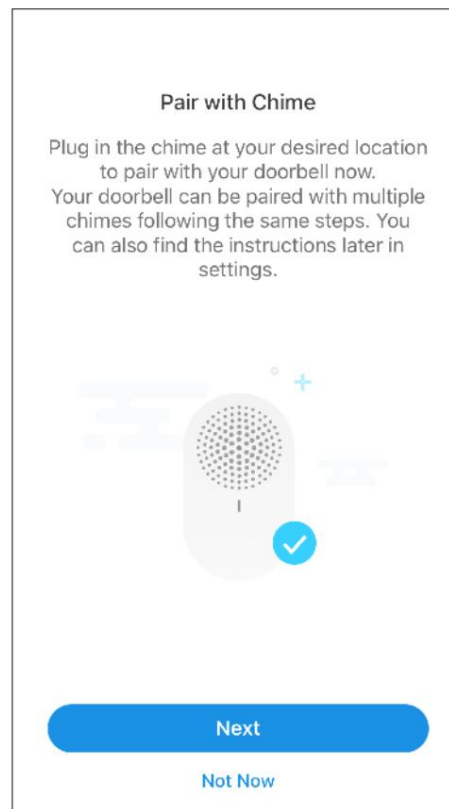 Pair with Chime
Plug in the chime at your desired location
to pair with your doorbell now.
Your doorbell can be paired with multiple
chimes following the same steps. You
can also find the instructions later in
settings.
Next
Not Now